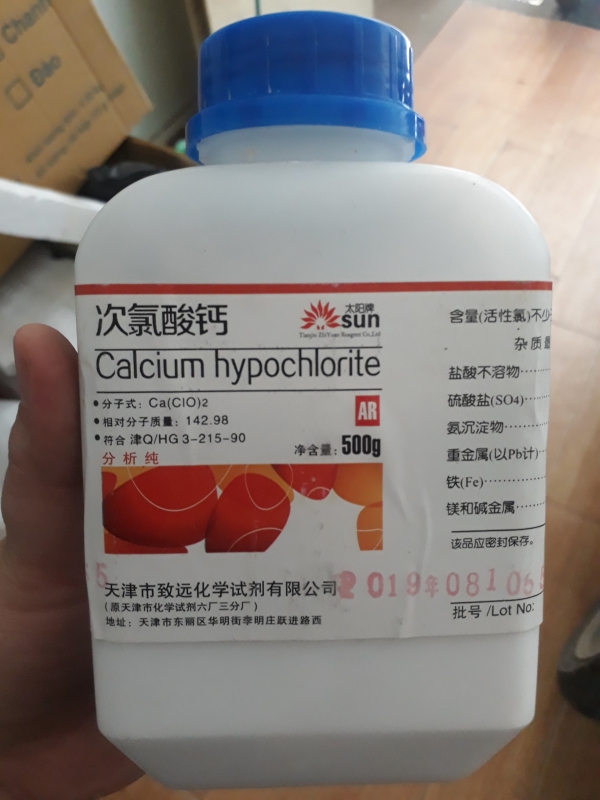 Đào
次氯酸钙
太阳牌
sun
Tianjin ZhiYuan Reagent Co.,Ltd
Calcium hypochlorite
分子式: Ca(ClO)2
AR
相对分子质量: 142.98
符合 津Q/HG 3-215-90
净含量: 500g
分析纯
天津市致远化学试剂有限公司
(原天津市化学试剂六厂三分厂)
地址: 天津市东丽区华明街李明庄跃进路西
含量(活性氯)不少
杂质
盐酸不溶物
硫酸盐(SO4)
氨沉淀物
重金属(以Pb计)
铁(Fe)
镁和碱金属
该品应密封保存。
2019年08106
批号/Lot No: